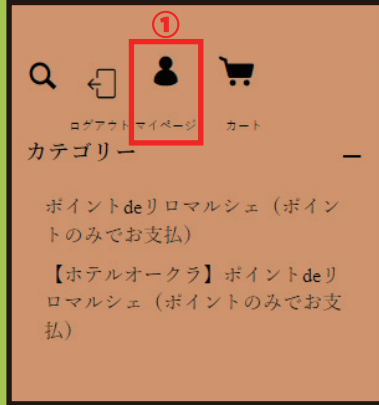 ①
ログアウト マイページ カート
カテゴリー
ポイントdeリロマルシェ（ポイン
トのみでお支払）
【ホテルオークラ】ポイントdeリ
ロマルシェ（ポイントのみでお支
払）